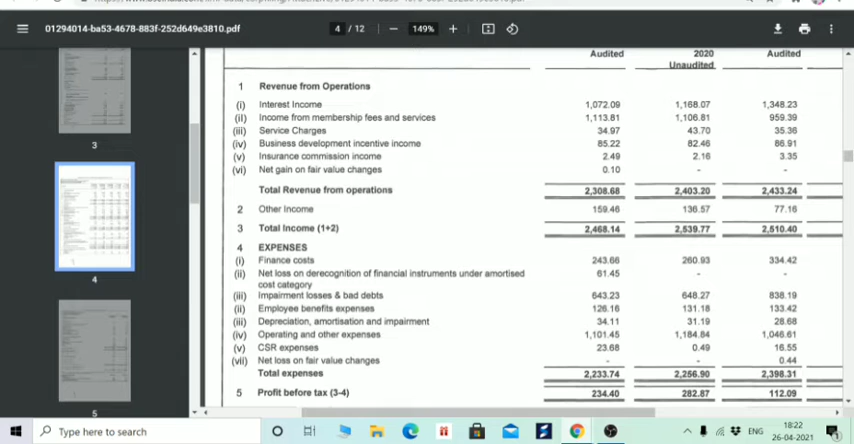 01294014-ba53-4678-883f-252d649e3810.pdf
4 / 12
149%
3
4
5
Audited 2020 Audited
Unaudited
1 Revenue from Operations
(i) Interest Income 1,072.09 1,168.07 1,348.23
(ii) Income from membership fees and services 1,113.81 1,106.81 959.39
(iii) Service Charges 34.97 43.70 35.36
(iv) Business development incentive income 85.22 82.46 86.91
(v) Insurance commission income 2.49 2.16 3.35
(vi) Net gain on fair value changes 0.10 - -
Total Revenue from operations 2,308.68 2,403.20 2,433.24
2 Other Income 159.46 136.57 77.16
3 Total Income (1+2) 2,468.14 2,539.77 2,510.40
4 EXPENSES
(i) Finance costs 243.66 260.93 334.42
(ii) Net loss on derecognition of financial instruments under amortised 61.45 - -
cost category
(iii) Impairment losses & bad debts 643.23 648.27 838.19
(ii) Employee benefits expenses 126.16 131.18 133.42
(iii) Depreciation, amortisation and impairment 34.11 31.19 28.68
(iv) Operating and other expenses 1,101.45 1,184.84 1,046.61
(v) CSR expenses 23.68 0.49 16.55
(vii) Net loss on fair value changes - - 0.44
Total expenses 2,233.74 2,256.90 2,398.31
5 Profit before tax (3-4) 234.40 282.87 112.09
Type here to search
ENG
18:22
26-04-2021